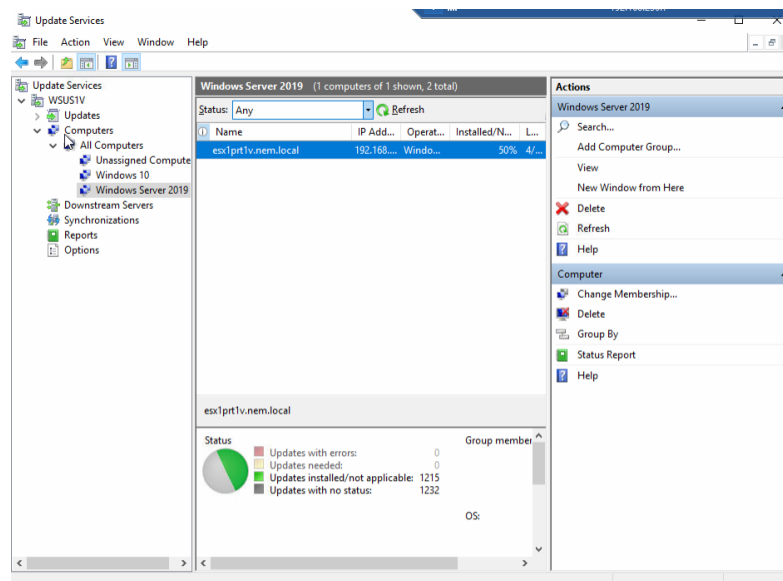 Update Services
File Action View Window Help
Update Services
WSUS1V
Updates
Computers
All Computers
Unassigned Compute
Windows 10
Windows Server 2019
Downstream Servers
Synchronizations
Reports
Options
Windows Server 2019 (1 computers of 1 shown, 2 total)
Status: Any Refresh
Name IP Add... Operat... Installed/N... L...
esx1prt1v.nem.local 192.168.... Windo... 50% 4/...
esx1prt1v.nem.local
Status Group member
Updates with errors: 0
Updates needed: 0
Updates installed/not applicable: 1215
Updates with no status: 1232
OS:
Actions
Windows Server 2019
Search...
Add Computer Group...
View
New Window from Here
Delete
Refresh
Help
Computer
Change Membership...
Delete
Group By
Status Report
Help